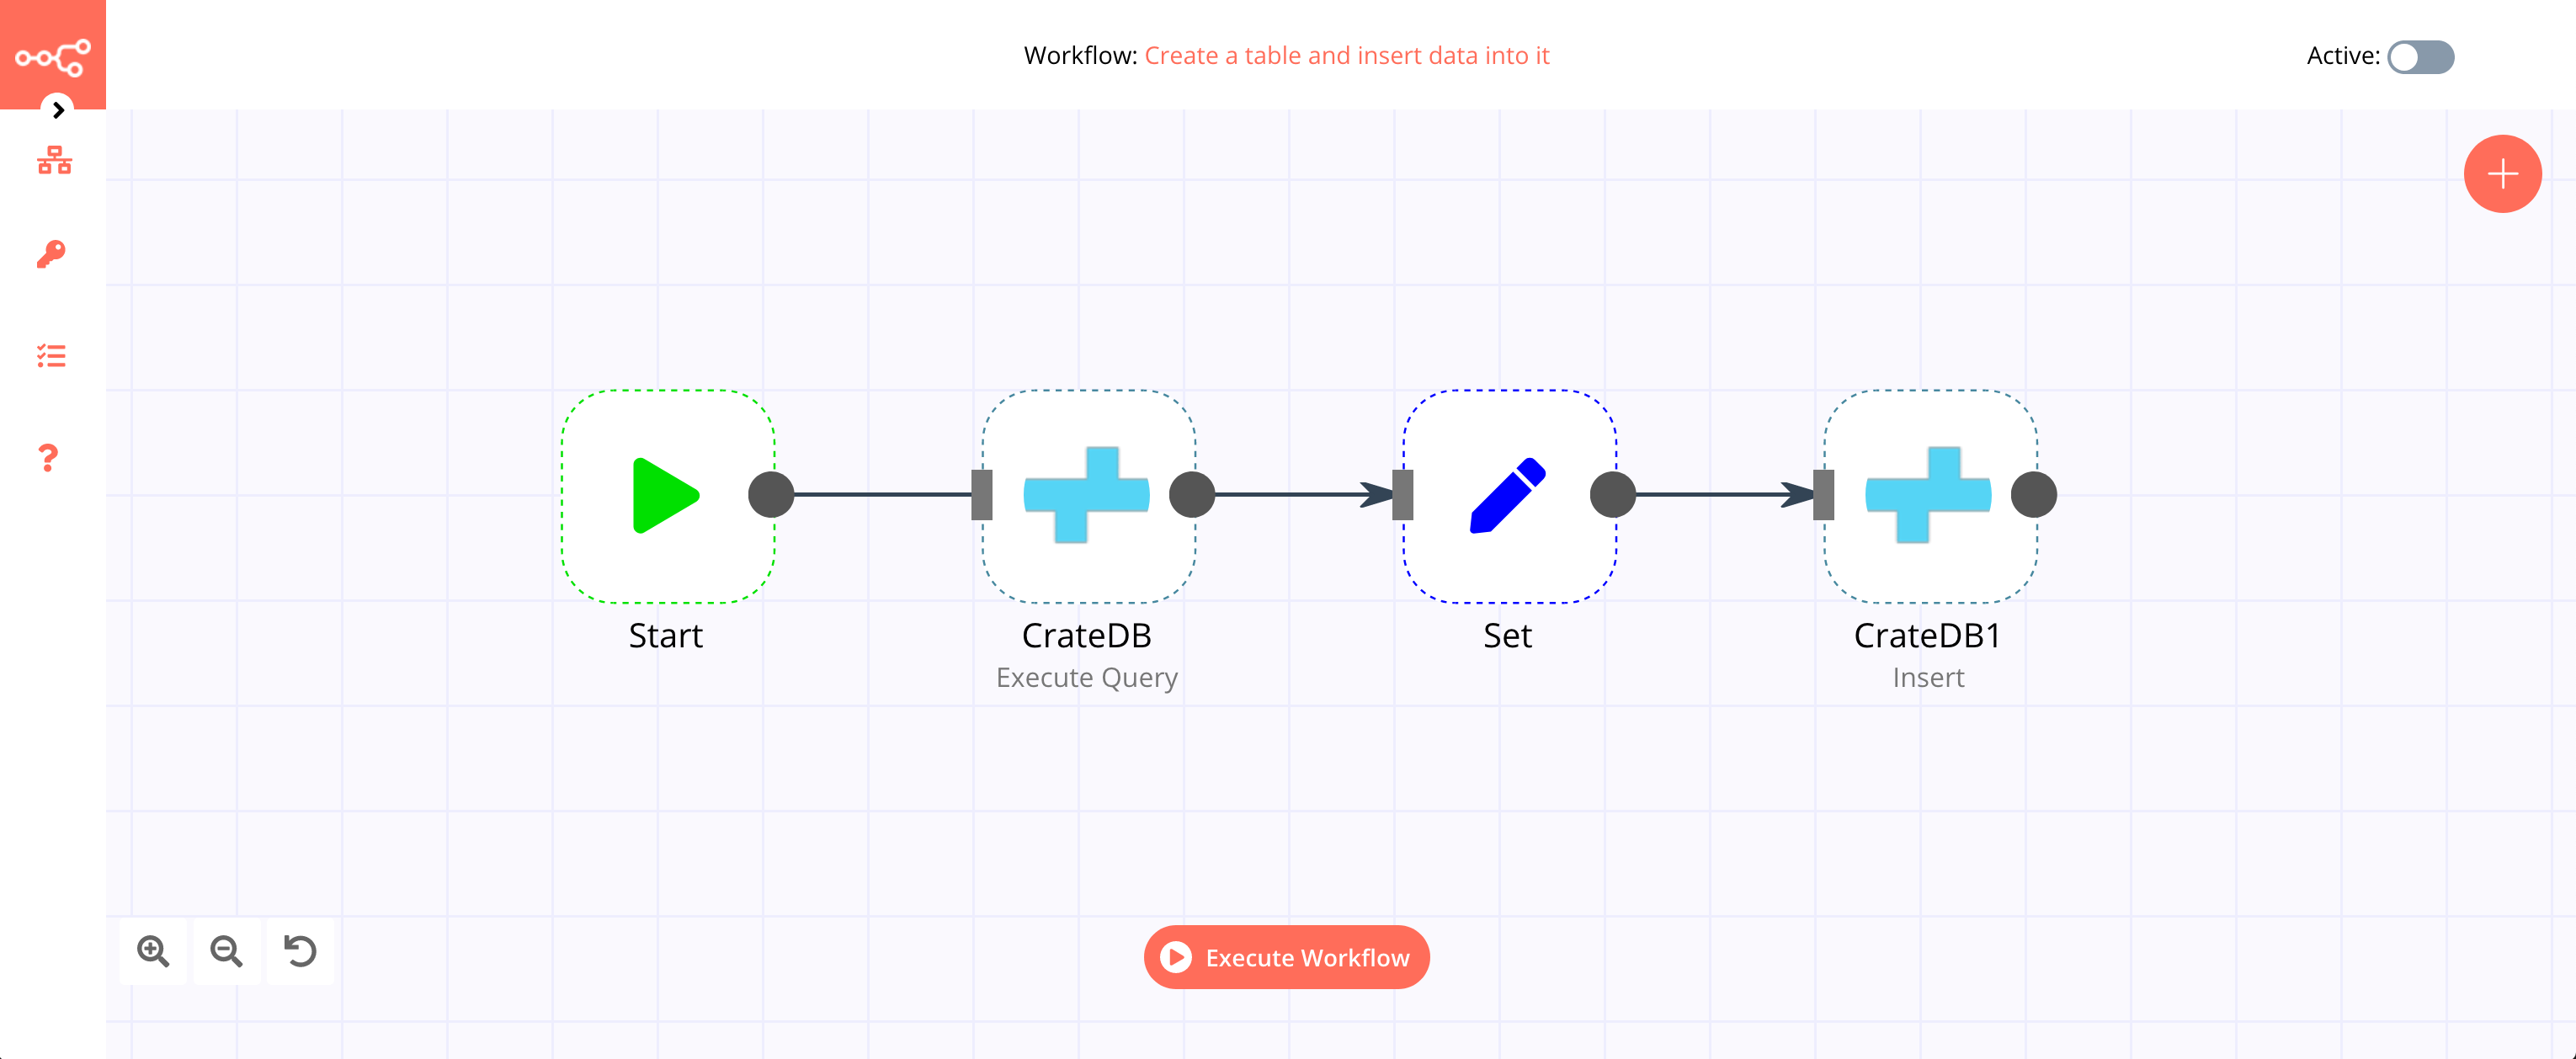 Workflow: Create a table and insert data into it
Active:
Start
CrateDB
Execute Query
Set
CrateDB1
Insert
Execute Workflow